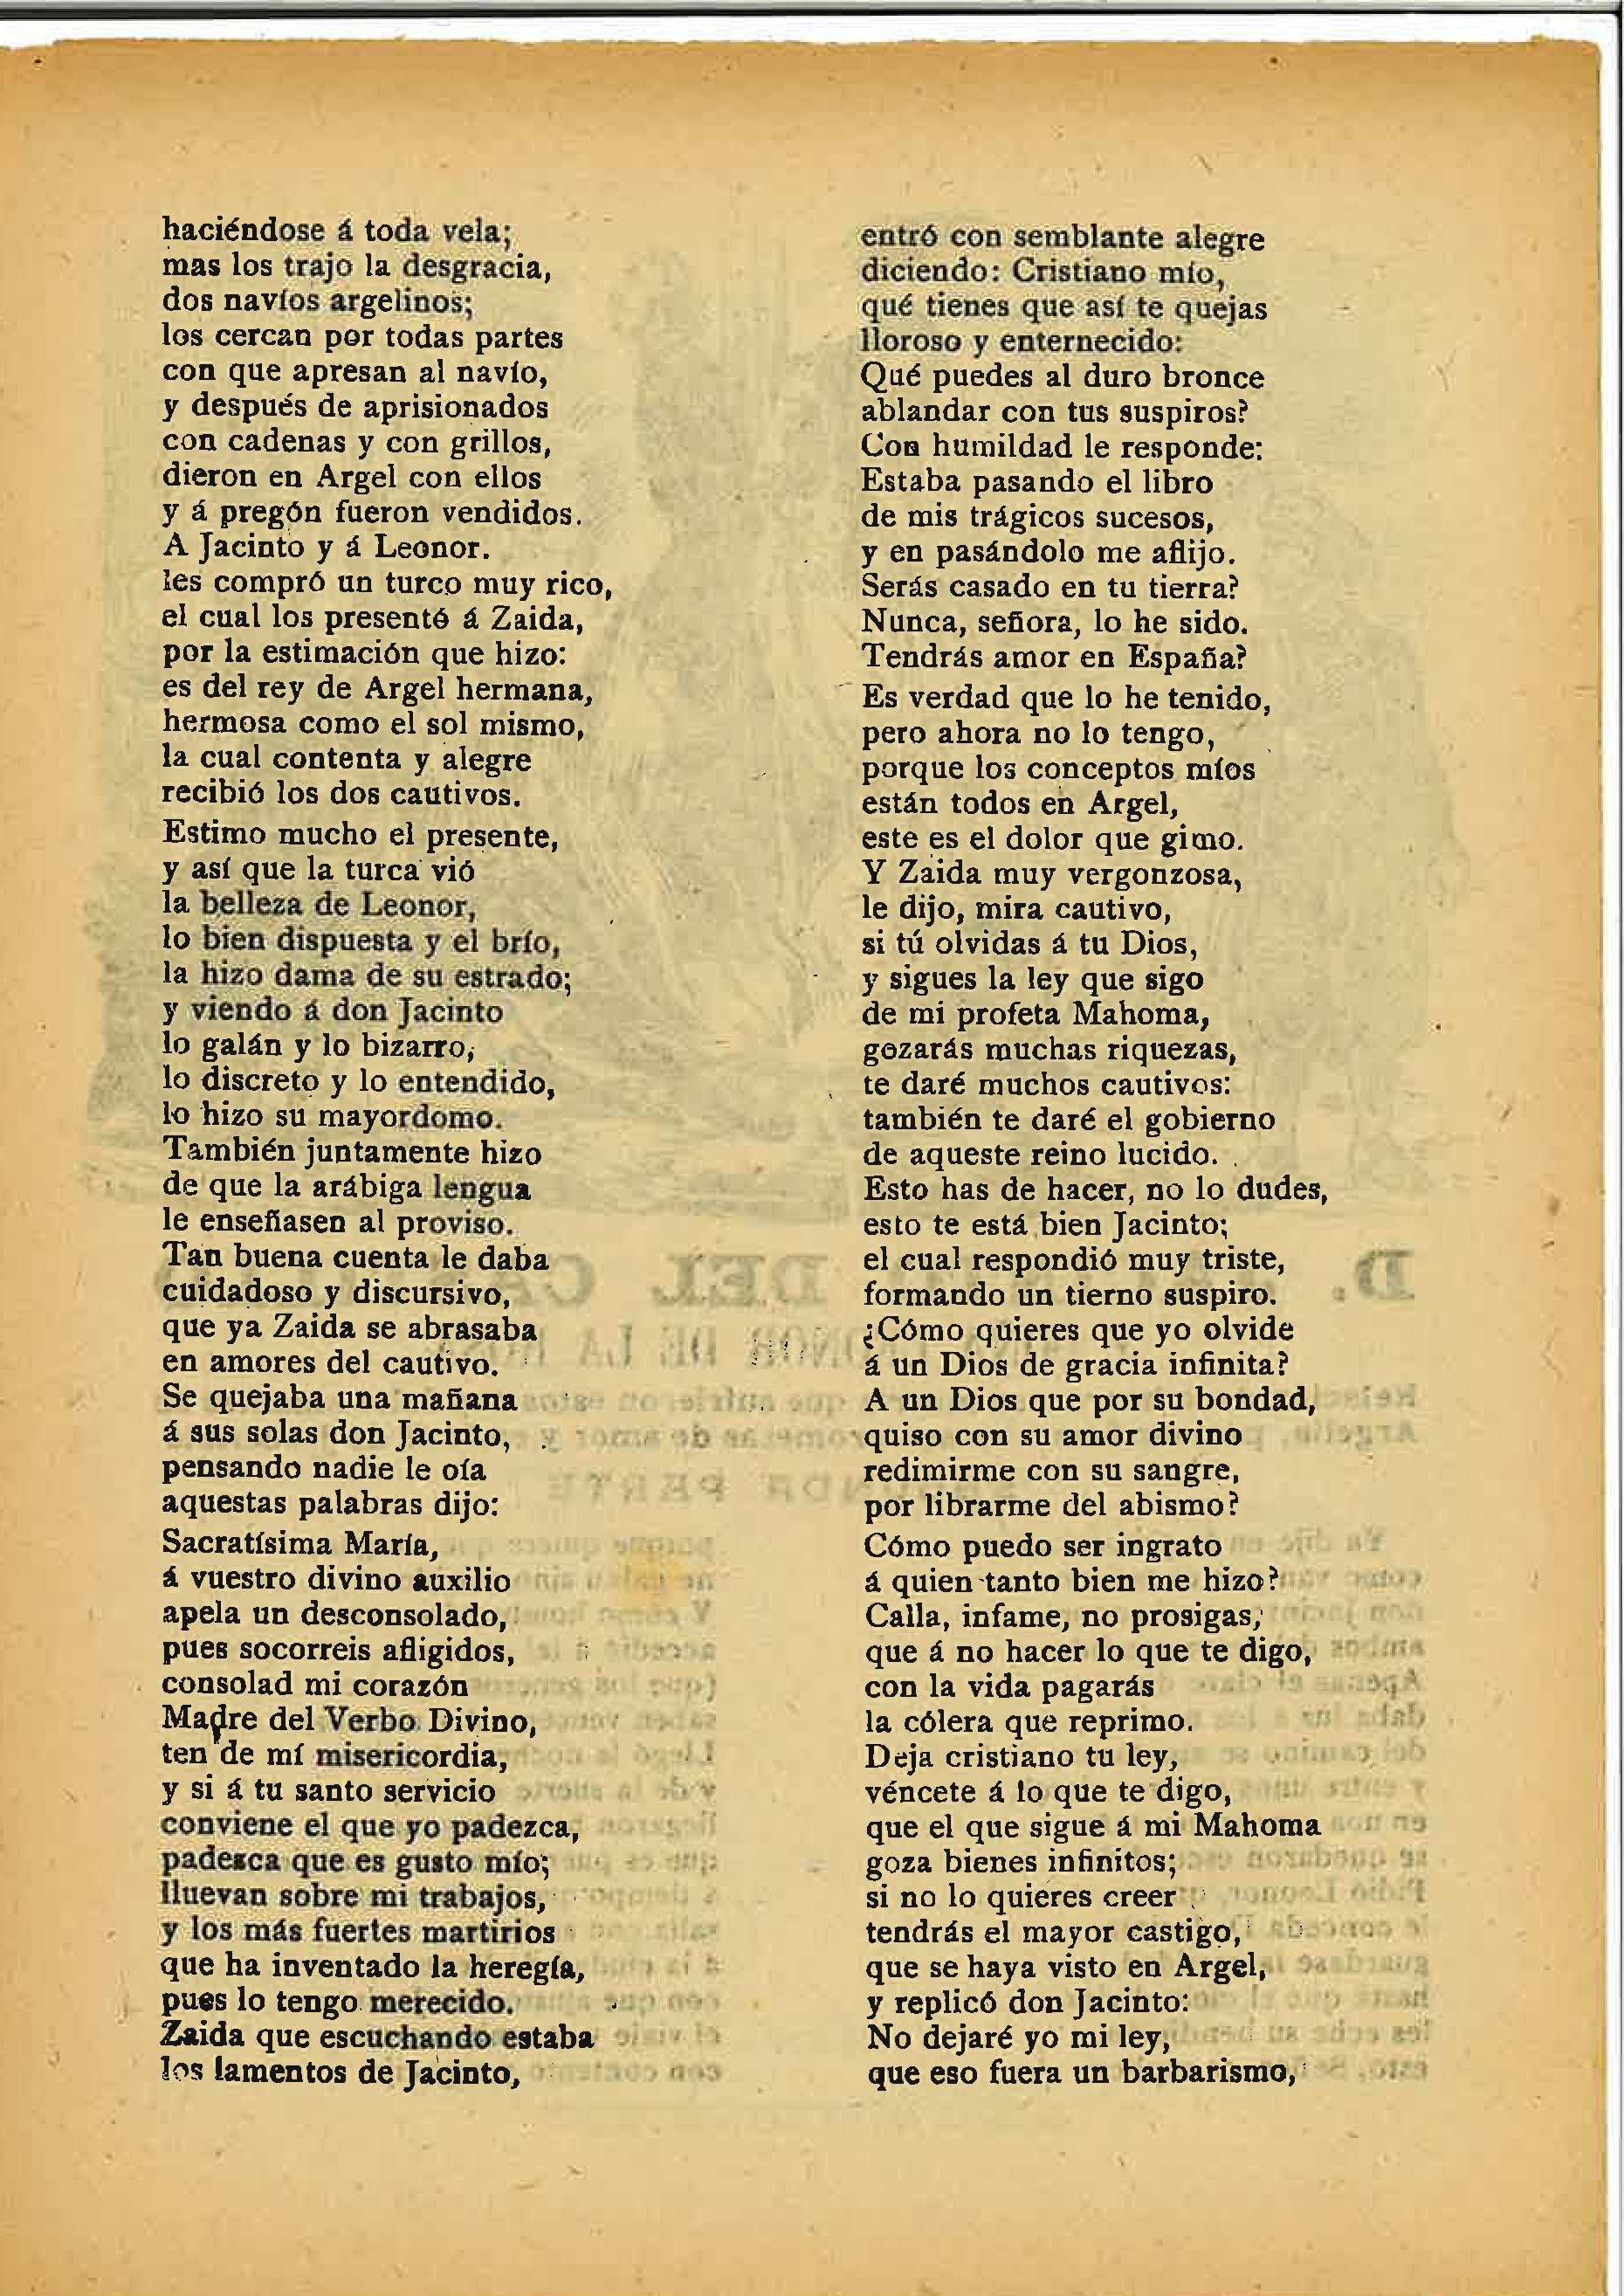 haciéndose á toda vela;
mas los trajo la desgracia,
dos navíos argelinos;
los cercan por todas partes
con que apresan al navío,
y después de aprisionados
con cadenas y con grillos,
dieron en Argel con ellos
y á pregón fueron vendidos.
A Jacinto y á Leonor.
les compró un turco muy rico,
el cual los presentó á Zaida,
por la estimación que hizo:
es del rey de Argel hermana,
hermosa como el sol mismo,
la cual contenta y alegre
recibió los dos cautivos.
Estimo mucho el presente,
y así que la turca vió
la belleza de Leonor,
lo bien dispuesta y el brío,
la hizo dama de su estrado;
y viendo á don Jacinto
lo galán y lo bizarro,
lo discreto y lo entendido,
lo hizo su mayordomo.
También juntamente hizo
de que la arábiga lengua
le enseñasen al proviso.
Tan buena cuenta le daba
cuidadoso y discursivo,
que ya Zaida se abrasaba
en amores del cautivo.
Se quejaba una mañana
á sus solas don Jacinto,
pensando nadie le oía
aquestas palabras dijo:
Sacratísima María,
á vuestro divino auxilio
apela un desconsolado,
pues socorreis afligidos,
consolad mi corazón
Madre del Verbo Divino,
ten de mí misericordia,
y si á tu santo servicio
conviene el que yo padezca,
padezca que es gusto mío;
lluevan sobre mi trabajos,
y los más fuertes martirios
que ha inventado la heregía,
pues lo tengo merecido.
Zaida que escuchando estaba
los lamentos de Jacinto,
entró con semblante alegre
diciendo: Cristiano mío,
qué tienes que así te quejas
lloroso y enternecido:
Qué puedes al duro bronce
ablandar con tus suspiros?
Con humildad le responde:
Estaba pasando el libro
de mis trágicos sucesos,
y en pasándolo me aflijo.
Serás casado en tu tierra?
Nunca, señora, lo he sido.
Tendrás amor en España?
Es verdad que lo he tenido,
pero ahora no lo tengo,
porque los conceptos míos
están todos en Argel,
este es el dolor que gimo.
Y Zaida muy vergonzosa,
le dijo, mira cautivo,
si tú olvidas á tu Dios,
y sigues la ley que sigo
de mi profeta Mahoma,
gozarás muchas riquezas,
te daré muchos cautivos:
también te daré el gobierno
de aqueste reino lucido.
Esto has de hacer, no lo dudes,
esto te está bien Jacinto;
el cual respondió muy triste,
formando un tierno suspiro.
¿Cómo quieres que yo olvide
á un Dios de gracia infinita?
A un Dios que por su bondad,
quiso con su amor divino
redimirme con su sangre,
por librarme del abismo?
Cómo puedo ser ingrato
á quien tanto bien me hizo?
Calla, infame, no prosigas,
que á no hacer lo que te digo,
con la vida pagarás
la cólera que reprimo.
Deja cristiano tu ley,
véncete á lo que te digo,
que el que sigue á mi Mahoma
goza bienes infinitos;
si no lo quieres creer
tendrás el mayor castigo,
que se haya visto en Argel,
y replicó don Jacinto:
No dejaré yo mi ley,
que eso fuera un barbarismo,